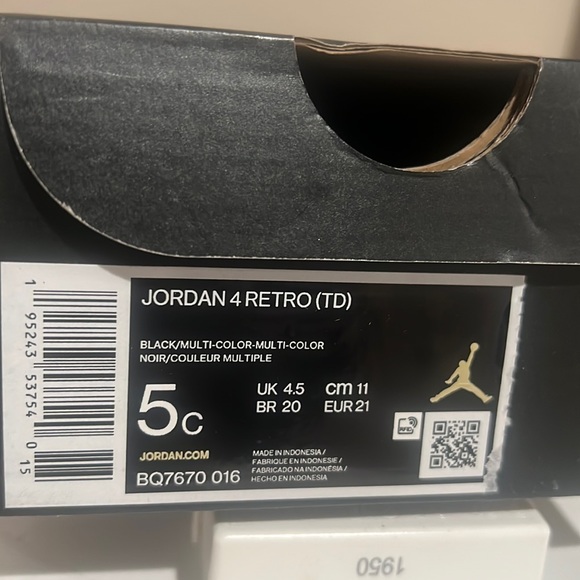 JORDAN 4 RETRO (TD)
BLACK/MULTI-COLOR-MULTI-COLOR
NOIR/COULEUR MULTIPLE
5C
UK 4.5 cm 11
BR 20 EUR 21
RFID
JORDAN.COM
BQ7670 016
MADE IN INDONESIA /
FABRIQUE EN INDONESIE /
FABRICADO NA INDONÉSIA /
HECHO EN INDONESIA
1 95243 53754 0 15
1950